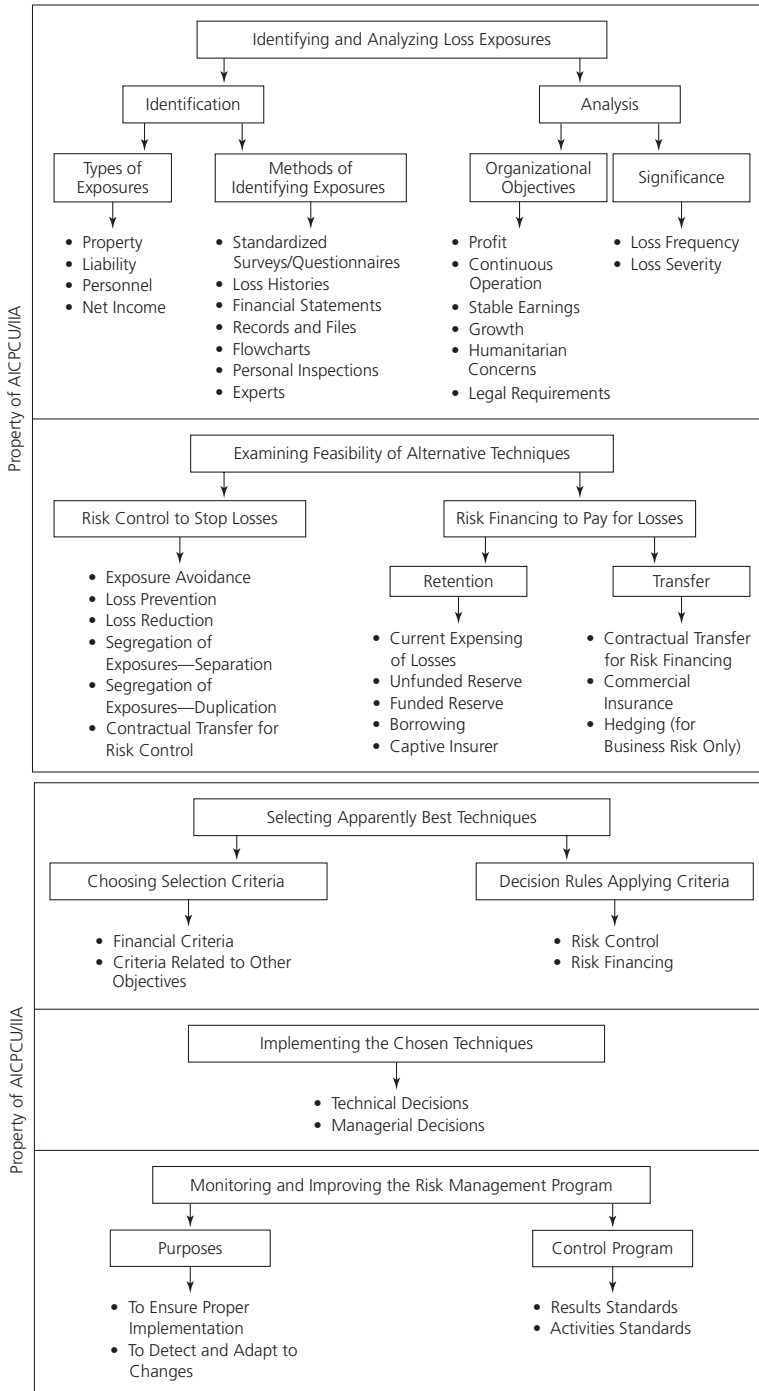 Property of AICPCU/IIA
Identifying and Analyzing Loss Exposures
Identification
Analysis
Types of
Exposures
Methods of
Identifying Exposures
Organizational
Objectives
Significance
• Property
• Liability
• Personnel
• Net Income
• Standardized
Surveys/Questionnaires
• Loss Histories
• Financial Statements
• Records and Files
• Flowcharts
• Personal Inspections
• Experts
• Profit
• Continuous
Operation
• Stable Earnings
• Growth
• Humanitarian
Concerns
• Legal Requirements
• Loss Frequency
• Loss Severity
Examining Feasibility of Alternative Techniques
Risk Control to Stop Losses
Risk Financing to Pay for Losses
• Exposure Avoidance
• Loss Prevention
• Loss Reduction
• Segregation of
Exposures—Separation
• Segregation of
Exposures—Duplication
• Contractual Transfer for
Risk Control
Retention
Transfer
• Current Expensing
of Losses
• Unfunded Reserve
• Funded Reserve
• Borrowing
• Captive Insurer
• Contractual Transfer
for Risk Financing
• Commercial
Insurance
• Hedging (for
Business Risk Only)
Property of AICPCU/IIA
Selecting Apparently Best Techniques
Choosing Selection Criteria
Decision Rules Applying Criteria
• Financial Criteria
• Criteria Related to Other
Objectives
• Risk Control
• Risk Financing
Implementing the Chosen Techniques
• Technical Decisions
• Managerial Decisions
Monitoring and Improving the Risk Management Program
Purposes
Control Program
• To Ensure Proper
Implementation
• To Detect and Adapt to
Changes
• Results Standards
• Activities Standards